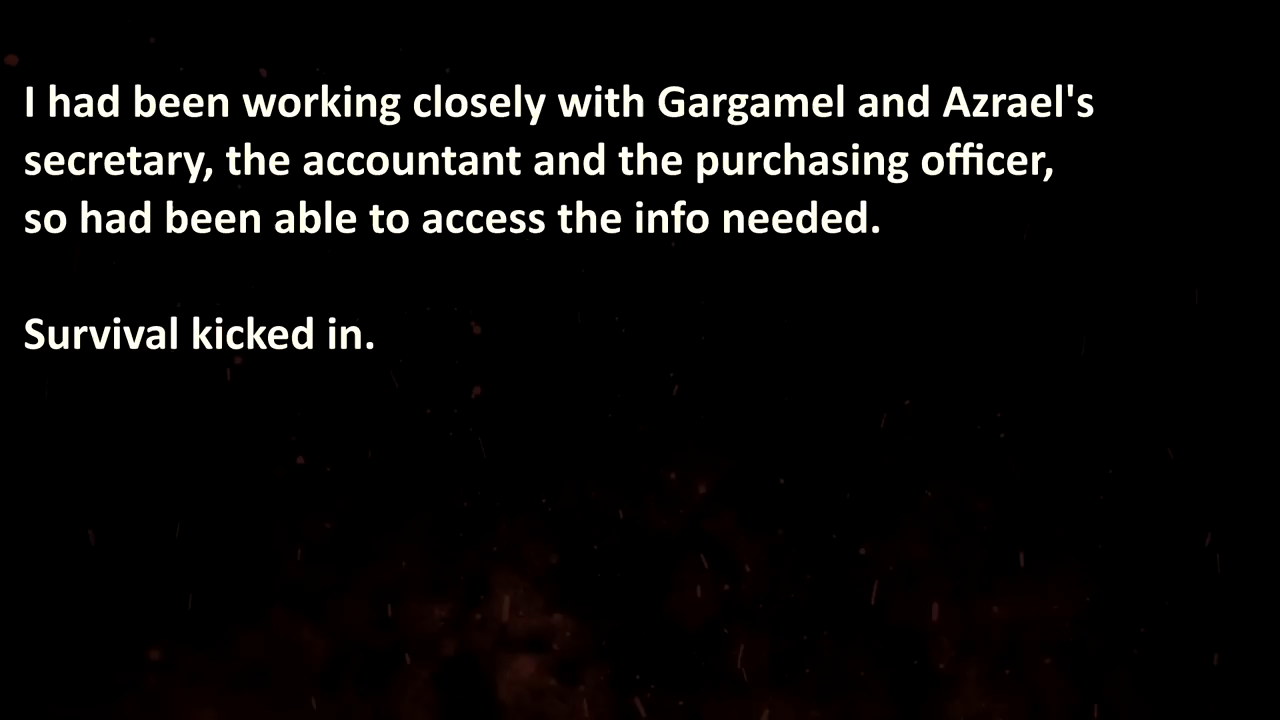 I had been working closely with Gargamel and Azrael's
secretary, the accountant and the purchasing officer,
so had been able to access the info needed.
Survival kicked in.